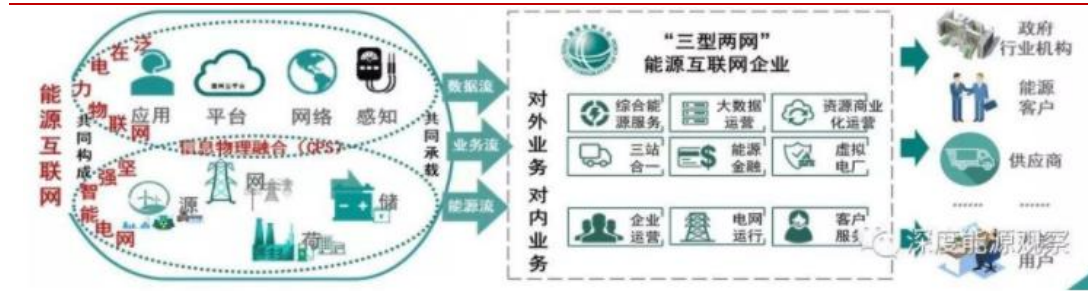 能源互联网
泛在电力物联网
应用
平台
网络
感知
共同构成
共同承载
信息物理融合（CPS）
坚强智能电网
源
网
荷
储
数据流
业务流
能源流
“三型两网”
能源互联网企业
对外业务
综合能
源服务
大数据
运营
资源商业
化运营
三站
合一
能源
金融
虚拟
电厂
对内业务
企业
运营
电网
运行
客户
服务
政府
行业机构
能源
客户
供应商
……
……
用户
深度能源观察